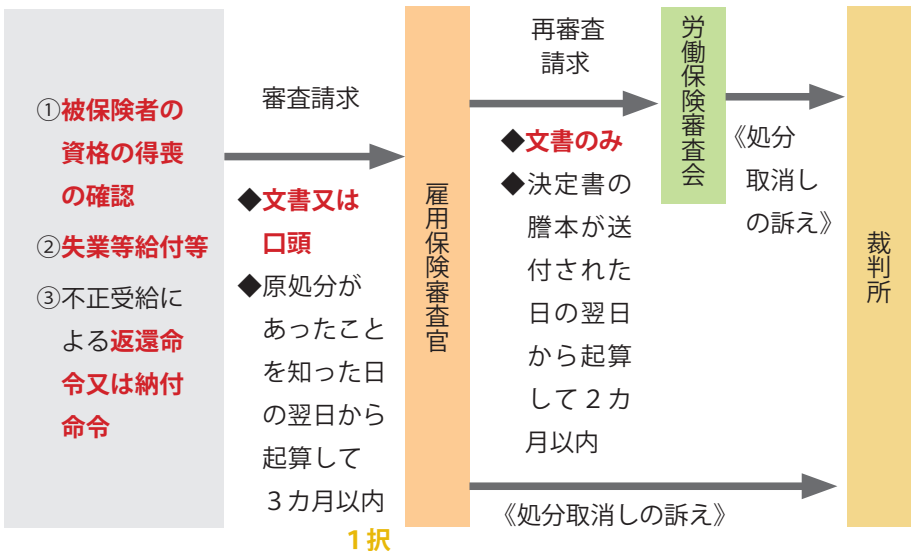 ①被保険者の
資格の得喪
の確認
②失業等給付等
③不正受給に
よる返還命
令又は納付
命令
審査請求
◆文書又は
口頭
◆原処分が
あったこと
を知った日
の翌日から
起算して
３カ月以内
1択
雇用保険審査官
再審査
請求
◆文書のみ
◆決定書の
謄本が送
付された
日の翌日
から起算
して２カ
月以内
労働保険審査会
《処分
取消し
の訴え》
《処分取消しの訴え》
裁判所